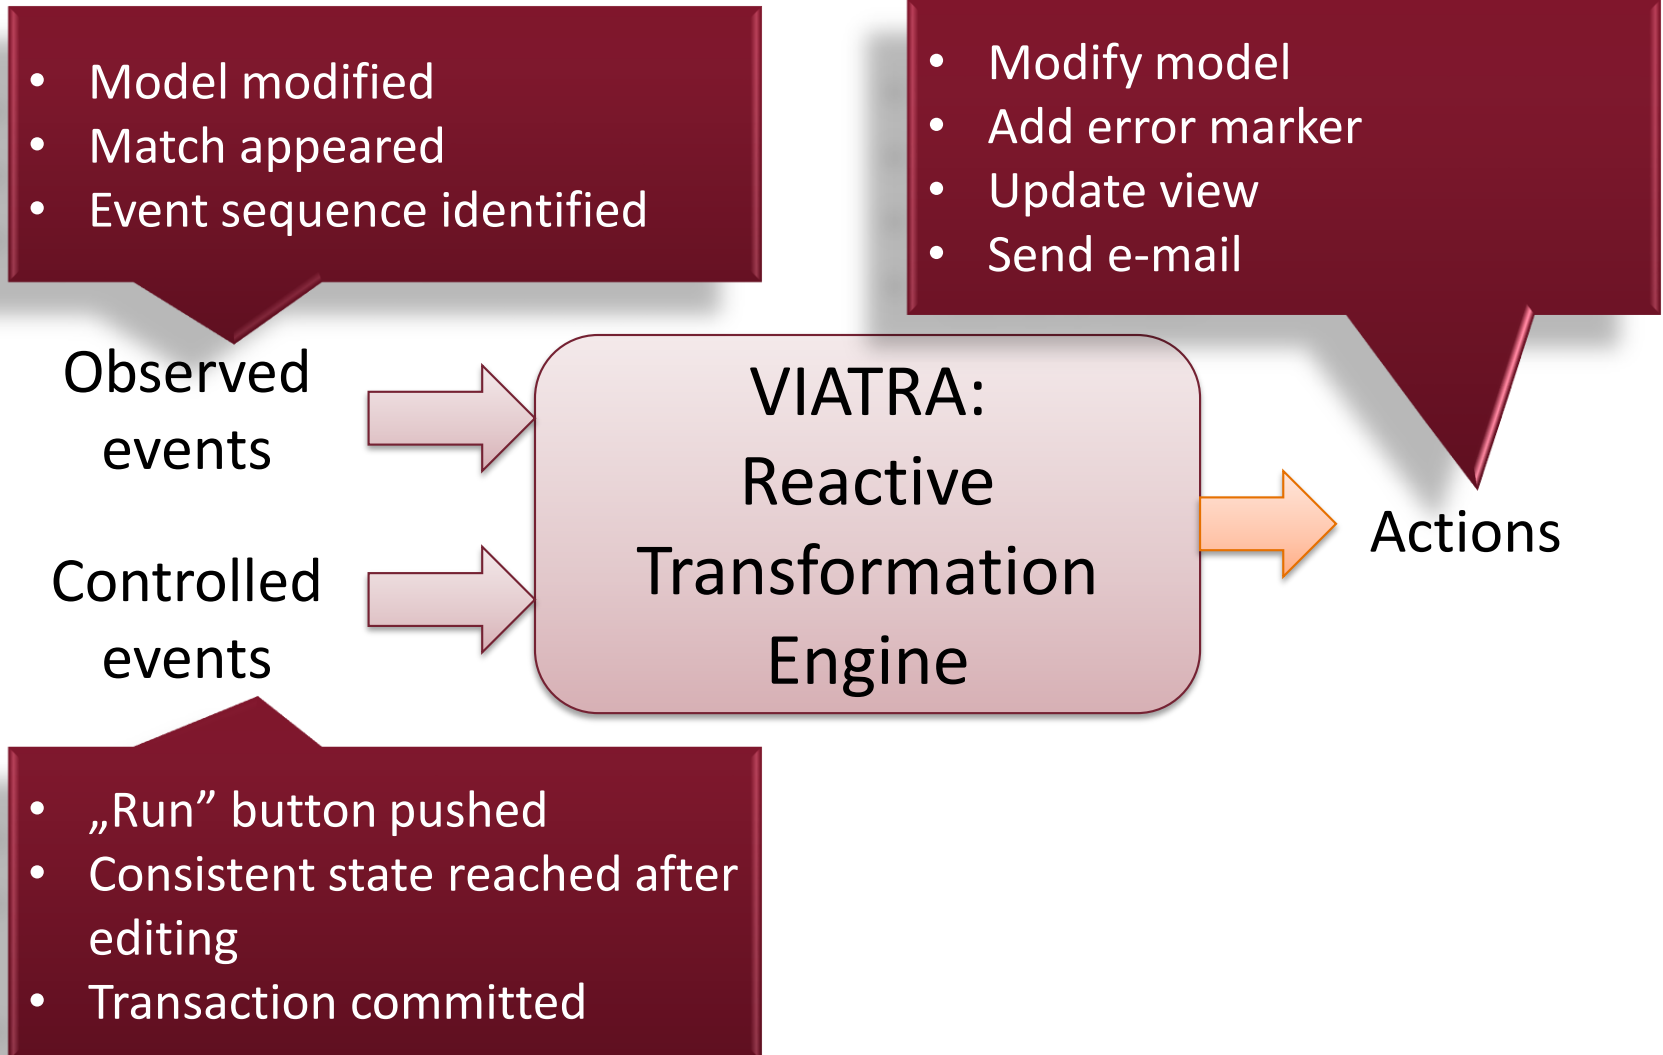 • Model modified
• Match appeared
• Event sequence identified
• Modify model
• Add error marker
• Update view
• Send e-mail
Observed
events
Controlled
events
VIATRA:
Reactive
Transformation
Engine
Actions
• „Run” button pushed
• Consistent state reached after
editing
• Transaction committed